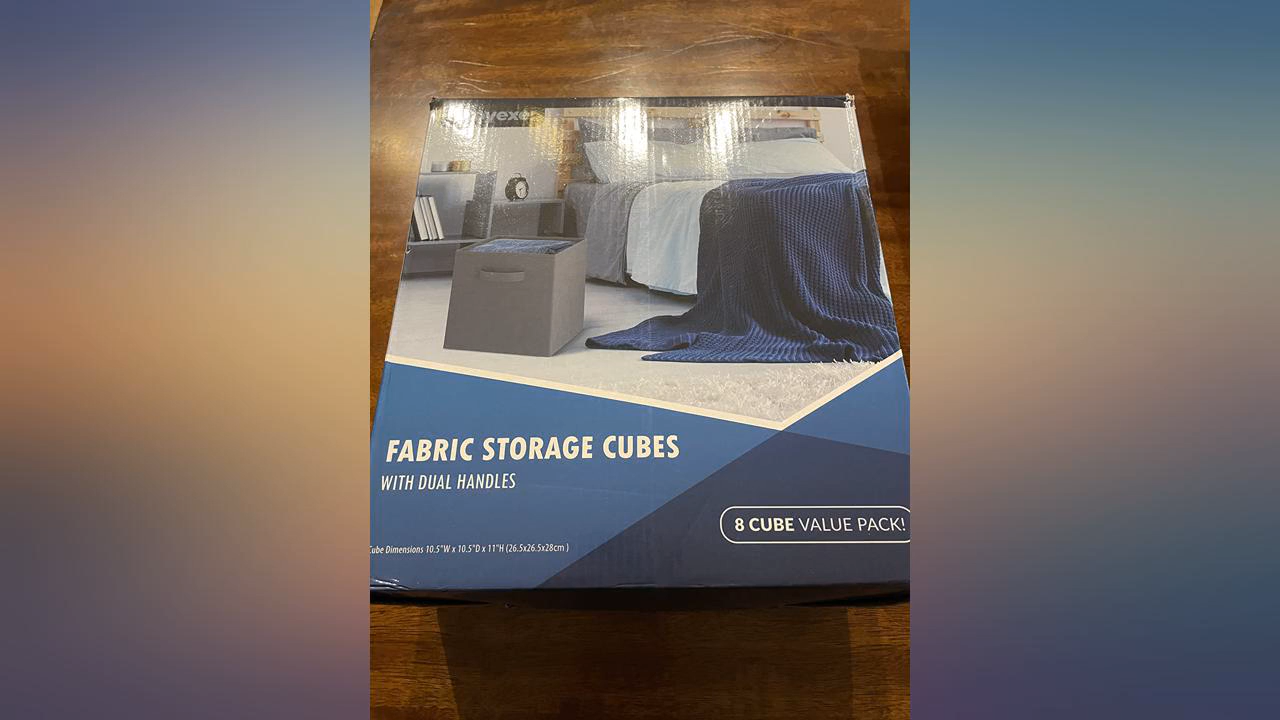 FABRIC STORAGE CUBES
WITH DUAL HANDLES
8 CUBE VALUE PACK!
Cube Dimensions 10.5"W x 10.5"D x 11"H (26.5x26.5x28cm )